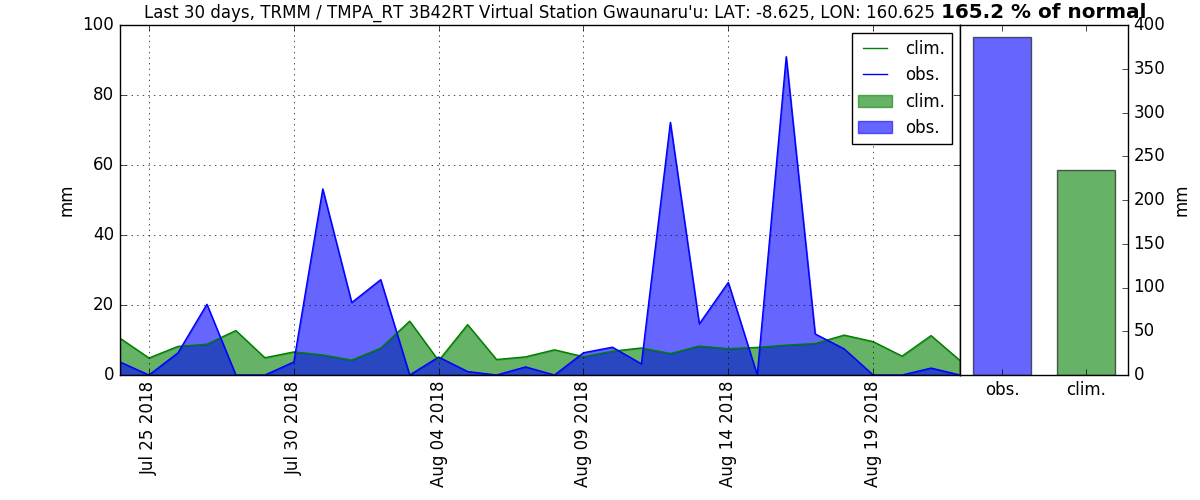 Last 30 days, TRMM / TMPA_RT 3B42RT Virtual Station Gwaunaru'u: LAT: -8.625, LON: 160.625 165.2 % of normal
100
80
60
40
20
0
mm
clim.
obs.
clim.
obs.
Jul 25 2018
Jul 30 2018
Aug 04 2018
Aug 09 2018
Aug 14 2018
Aug 19 2018
400
350
300
250
200
150
100
50
0
mm
obs. clim.